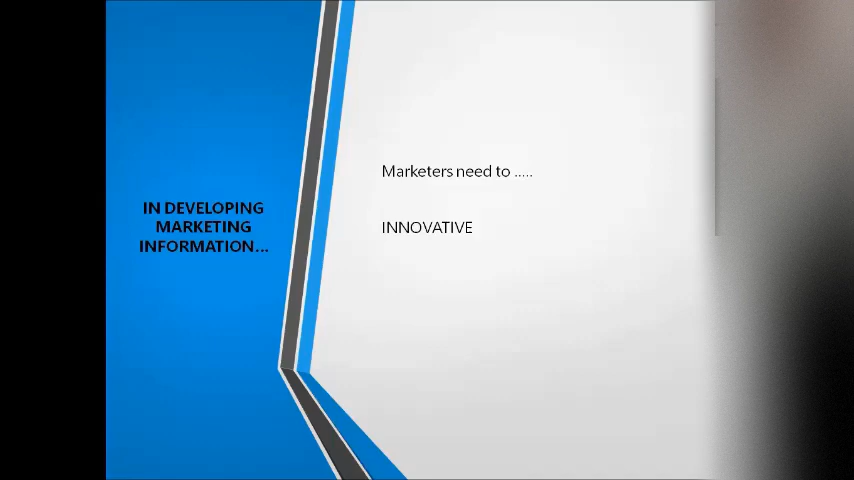 IN DEVELOPING
MARKETING
INFORMATION...
Marketers need to .....
INNOVATIVE